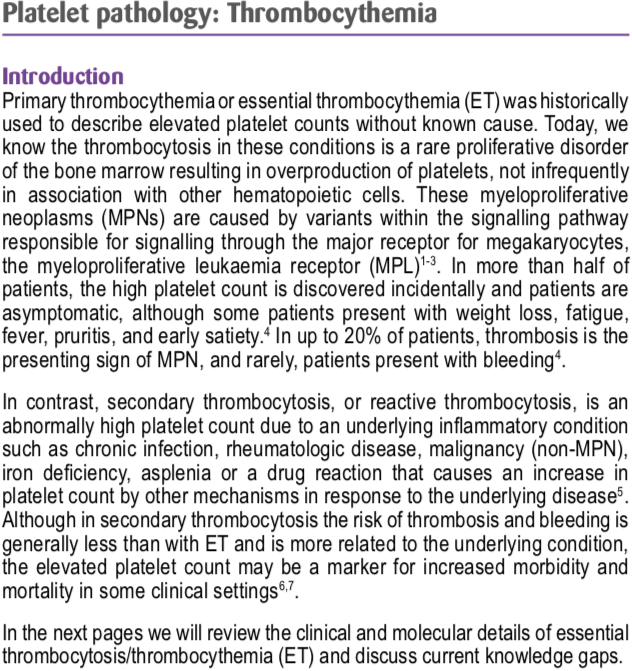 Platelet pathology: Thrombocythemia
Introduction
Primary thrombocythemia or essential thrombocythemia (ET) was historically
used to describe elevated platelet counts without known cause. Today, we
know the thrombocytosis in these conditions is a rare proliferative disorder
of the bone marrow resulting in overproduction of platelets, not infrequently
in association with other hematopoietic cells. These myeloproliferative
neoplasms (MPNs) are caused by variants within the signalling pathway
responsible for signalling through the major receptor for megakaryocytes,
the myeloproliferative leukaemia receptor (MPL)1-3. In more than half of
patients, the high platelet count is discovered incidentally and patients are
asymptomatic, although some patients present with weight loss, fatigue,
fever, pruritis, and early satiety.4 In up to 20% of patients, thrombosis is the
presenting sign of MPN, and rarely, patients present with bleeding4.
In contrast, secondary thrombocytosis, or reactive thrombocytosis, is an
abnormally high platelet count due to an underlying inflammatory condition
such as chronic infection, rheumatologic disease, malignancy (non-MPN),
iron deficiency, asplenia or a drug reaction that causes an increase in
platelet count by other mechanisms in response to the underlying disease5.
Although in secondary thrombocytosis the risk of thrombosis and bleeding is
generally less than with ET and is more related to the underlying condition,
the elevated platelet count may be a marker for increased morbidity and
mortality in some clinical settings6,7.
In the next pages we will review the clinical and molecular details of essential
thrombocytosis/thrombocythemia (ET) and discuss current knowledge gaps.